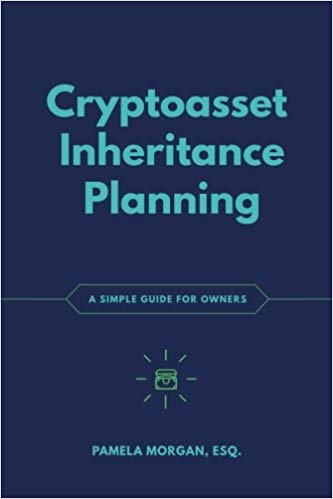 Cryptoasset
Inheritance
Planning
A SIMPLE GUIDE FOR OWNERS
PAMELA MORGAN, ESQ.